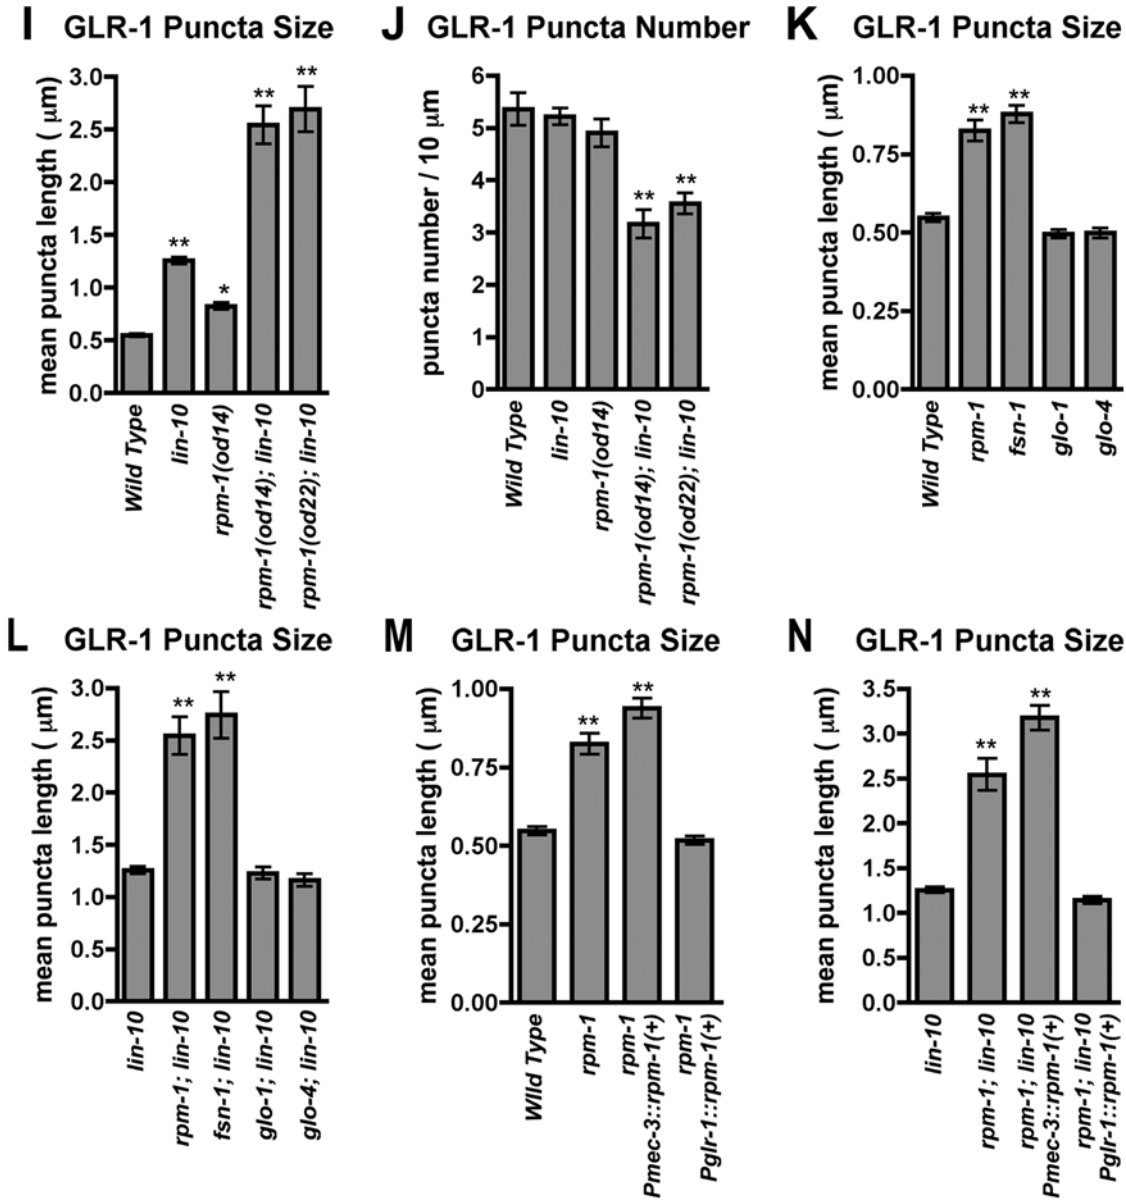 I GLR-1 Puncta Size
mean puncta length ( μm)
3.0
2.5
2.0
1.5
1.0
0.5
0.0
**
*
**
**
Wild Type
lin-10
rpm-1(od14)
rpm-1(od14); lin-10
rpm-1(od22); lin-10
J GLR-1 Puncta Number
puncta number / 10 μm
6
5
4
3
2
1
0
**
**
Wild Type
lin-10
rpm-1(od14)
rpm-1(od14); lin-10
rpm-1(od22); lin-10
K GLR-1 Puncta Size
mean puncta length ( μm)
1.00
0.75
0.50
0.25
0.00
**
**
Wild Type
rpm-1
fsn-1
glo-1
glo-4
L GLR-1 Puncta Size
mean puncta length ( μm)
3.0
2.5
2.0
1.5
1.0
0.5
0.0
**
**
lin-10
rpm-1; lin-10
fsn-1; lin-10
glo-1; lin-10
glo-4; lin-10
M GLR-1 Puncta Size
mean puncta length ( μm)
1.00
0.75
0.50
0.25
0.00
**
**
Wild Type
rpm-1
rpm-1
Pmec-3::rpm-1(+)
rpm-1
Pglr-1::rpm-1(+)
N GLR-1 Puncta Size
mean puncta length ( μm)
3.5
3.0
2.5
2.0
1.5
1.0
0.5
0.0
**
**
lin-10
rpm-1; lin-10
rpm-1; lin-10
Pmec-3::rpm-1(+)
rpm-1; lin-10
Pglr-1::rpm-1(+)